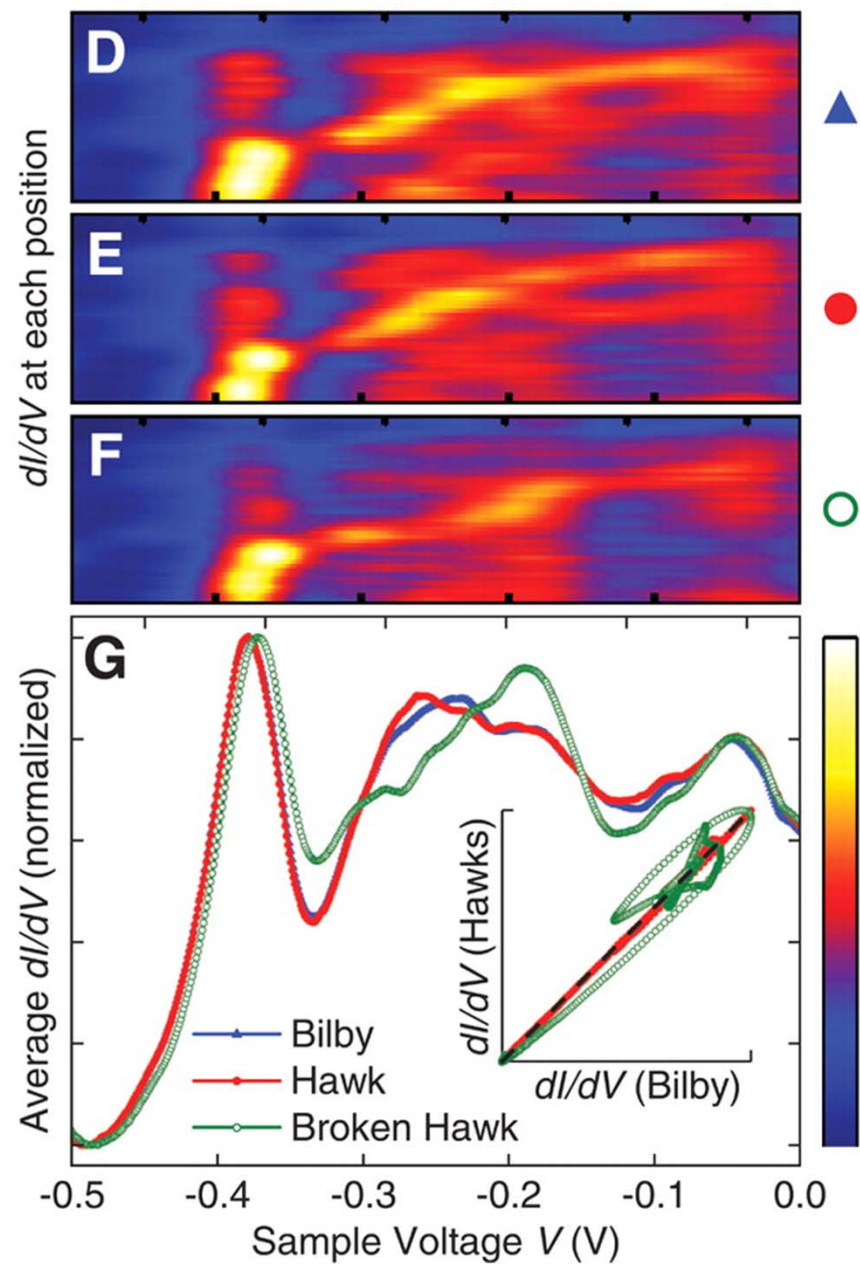 D
dI/dV at each position
E
F
G
Average dI/dV (normalized)
dI/dV (Hawks)
dI/dV (Bilby)
Bilby
Hawk
Broken Hawk
-0.5 -0.4 -0.3 -0.2 -0.1 0.0
Sample Voltage V (V)